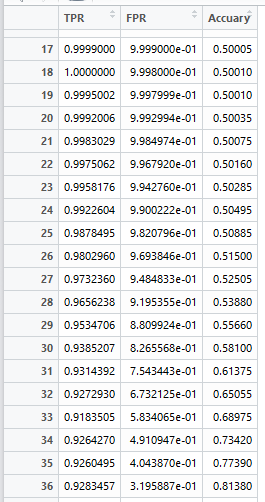 TPR FPR Accuary
17 0.9999000 9.999000e-01 0.50005
18 1.0000000 9.998000e-01 0.50010
19 0.9995002 9.997999e-01 0.50010
20 0.9992006 9.992994e-01 0.50035
21 0.9983029 9.984974e-01 0.50075
22 0.9975062 9.967920e-01 0.50160
23 0.9958176 9.942760e-01 0.50285
24 0.9922604 9.900222e-01 0.50495
25 0.9878495 9.820796e-01 0.50885
26 0.9802960 9.693846e-01 0.51500
27 0.9732360 9.484833e-01 0.52505
28 0.9656238 9.195355e-01 0.53880
29 0.9534706 8.809924e-01 0.55660
30 0.9385207 8.265568e-01 0.58100
31 0.9314392 7.543443e-01 0.61375
32 0.9272930 6.732125e-01 0.65055
33 0.9183505 5.834065e-01 0.68975
34 0.9264270 4.910947e-01 0.73420
35 0.9260495 4.043870e-01 0.77390
36 0.9283457 3.195887e-01 0.81380